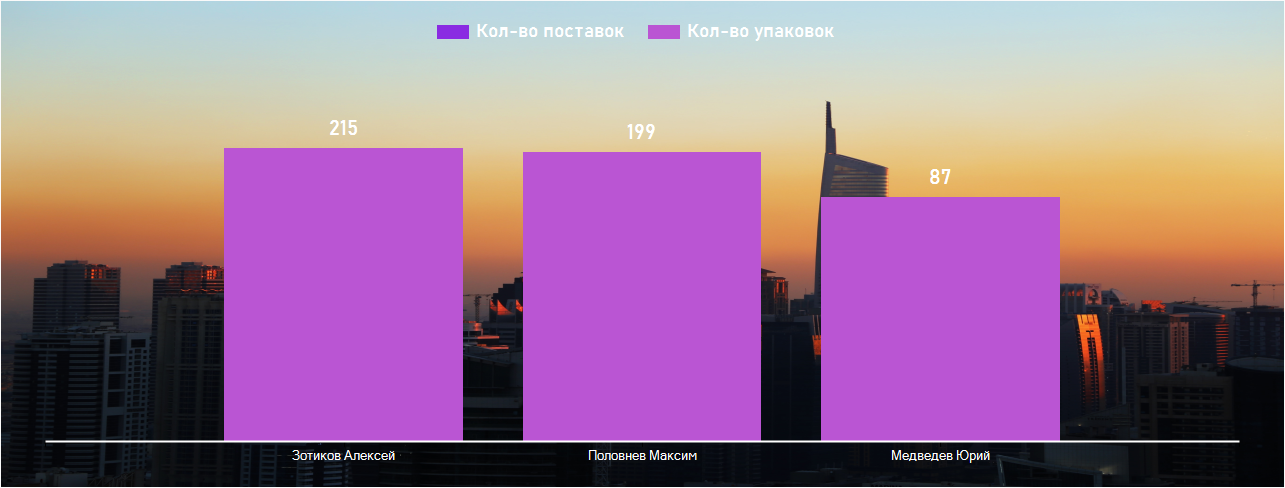 Кол-во поставок Кол-во упаковок
215 199 87
Зотиков Алексей Половнев Максим Медведев Юрий